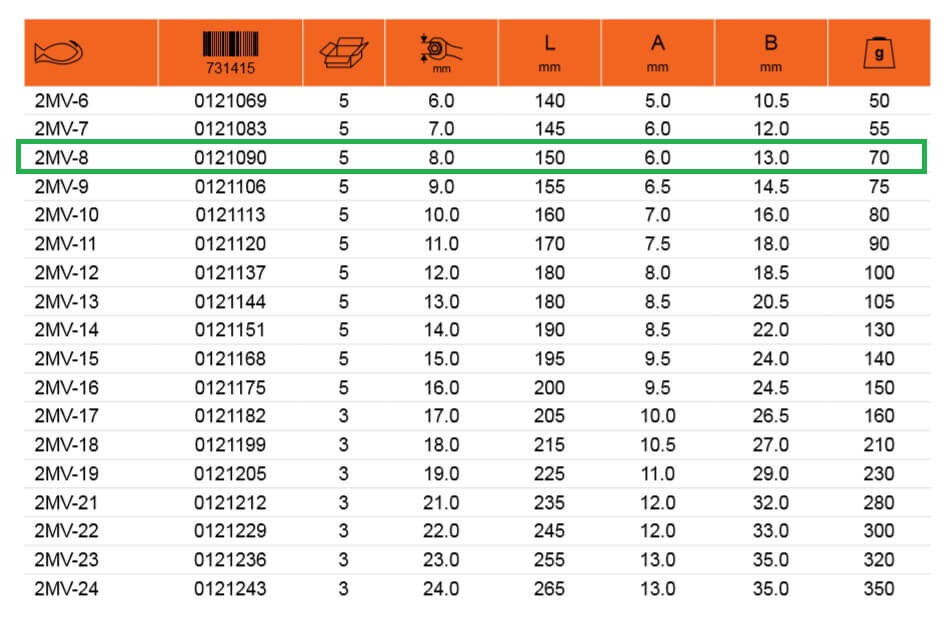 731415 mm L mm A mm B mm g
2MV-6 0121069 5 6.0 140 5.0 10.5 50
2MV-7 0121083 5 7.0 145 6.0 12.0 55
2MV-8 0121090 5 8.0 150 6.0 13.0 70
2MV-9 0121106 5 9.0 155 6.5 14.5 75
2MV-10 0121113 5 10.0 160 7.0 16.0 80
2MV-11 0121120 5 11.0 170 7.5 18.0 90
2MV-12 0121137 5 12.0 180 8.0 18.5 100
2MV-13 0121144 5 13.0 180 8.5 20.5 105
2MV-14 0121151 5 14.0 190 8.5 22.0 130
2MV-15 0121168 5 15.0 195 9.5 24.0 140
2MV-16 0121175 5 16.0 200 9.5 24.5 150
2MV-17 0121182 3 17.0 205 10.0 26.5 160
2MV-18 0121199 3 18.0 215 10.5 27.0 210
2MV-19 0121205 3 19.0 225 11.0 29.0 230
2MV-21 0121212 3 21.0 235 12.0 32.0 280
2MV-22 0121229 3 22.0 245 12.0 33.0 300
2MV-23 0121236 3 23.0 255 13.0 35.0 320
2MV-24 0121243 3 24.0 265 13.0 35.0 350